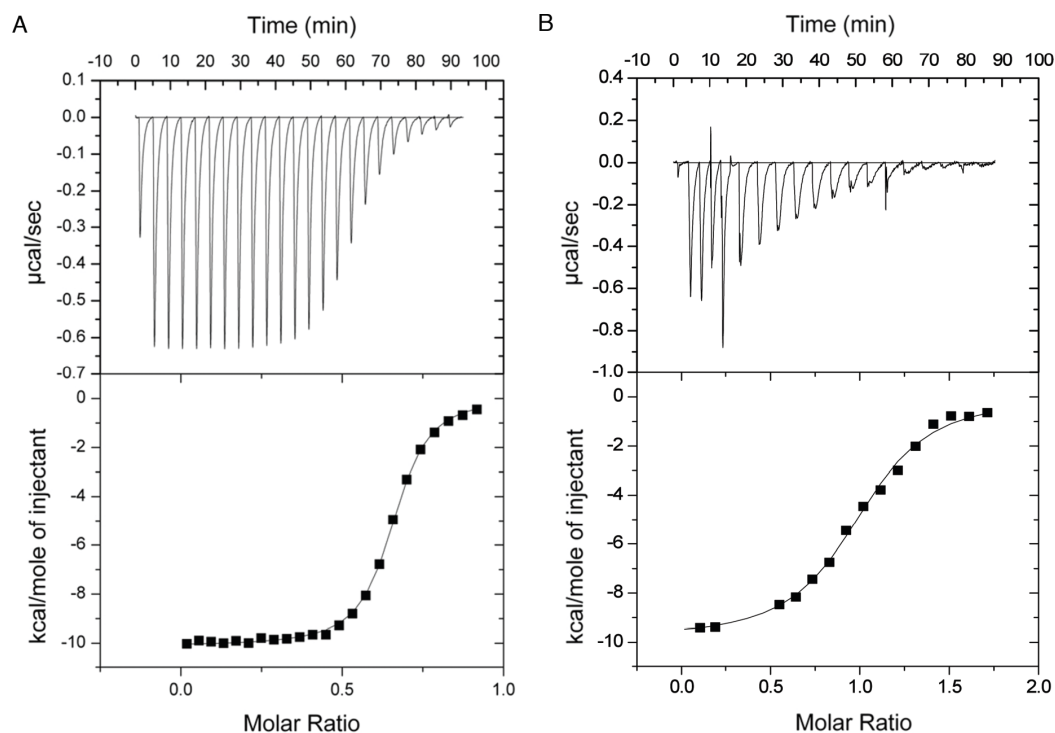 A
Time (min)
-10 0 10 20 30 40 50 60 70 80 90 100
0.1
0.0
-0.1
-0.2
-0.3
-0.4
-0.5
-0.6
-0.7
µcal/sec
0
-2
-4
-6
-8
-10
kcal/mole of injectant
0.0 0.5 1.0
Molar Ratio
B
Time (min)
-10 0 10 20 30 40 50 60 70 80 90 100
0.4
0.2
0.0
-0.2
-0.4
-0.6
-0.8
-1.0
µcal/sec
0
-2
-4
-6
-8
-10
kcal/mole of injectant
0.0 0.5 1.0 1.5 2.0
Molar Ratio